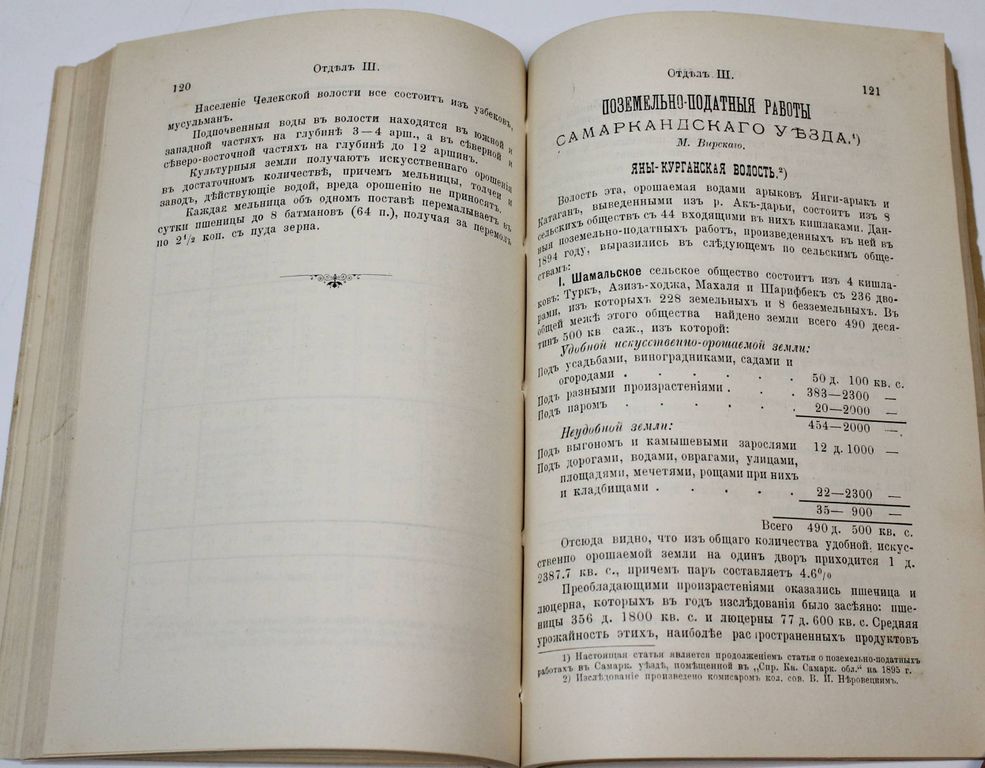 120
Отдѣлъ III.
Населеніе Челекской волости все состоитъ изъ узбековъ,
мусульманъ.
Подпочвенныя воды въ волости находятся въ южной и
западной частяхъ на глубинѣ 3—4 арш., а въ сѣверной и
сѣверо-восточной частяхъ на глубинѣ до 12 аршинъ.
Культурныя земли получаютъ искусственнаго орошенія
въ достаточномъ количествѣ, причемъ мельницы, толчеи и
заводъ, дѣйствующіе водой, вреда орошенію не приносятъ.
Каждая мельница объ одномъ поставѣ перемалываетъ въ
сутки пшеницы до 8 батмановъ (64 п.), получая за перемолъ
по 2¹/₂ коп. съ пуда зерна.
Отдѣлъ III.
121
ПОЗЕМЕЛЬНО-ПОДАТНЫЯ РАБОТЫ
САМАРКАНДСКАГО УѢЗДА.¹)
М. Вирскаго.
ЯНЫ-КУРГАНСКАЯ ВОЛОСТЬ.²)
Волость эта, орошаемая водами арыковъ Янги-арыкъ и
Катаганъ, выведенными изъ р. Акъ-дарьи, состоитъ изъ 8
сельскихъ обществъ съ 44 входящими въ нихъ кишлаками. Дан-
ныя поземельно-податныхъ работъ, произведенныхъ въ ней въ
1894 году, выразились въ слѣдующемъ по сельскимъ обще-
ствамъ:
I. Шамальское сельское общество состоитъ изъ 4 кишла-
ковъ: Туркъ, Азизъ-ходжа, Махаля и Шарифбекъ съ 236 дво-
рами, изъ которыхъ 228 земельныхъ и 8 безземельныхъ. Въ
общей межѣ этого общества найдено земли всего 490 деся-
тинъ 500 кв саж., изъ которой:
Удобной искусственно-орошаемой земли:
Подъ усадьбами, виноградниками, садами и
огородами . . . . . . 50 д. 100 кв. с.
Подъ разными произрастеніями . . . 383—2300 —
Подъ паромъ . . . . . . 20—2000 —
454—2000 —
Неудобной земли:
Подъ выгономъ и камышевыми зарослями 12 д. 1000 —
Подъ дорогами, водами, оврагами, улицами,
площадями, мечетями, рощами при нихъ
и кладбищами . . . . . 22—2300 —
35— 900 —
Всего 490 д. 500 кв. с.
Отсюда видно, что изъ общаго количества удобной, искус-
ственно орошаемой земли на одинъ дворъ приходится 1 д.
2387.7 кв. с., причемъ паръ составляетъ 4.6%
Преобладающими произрастеніями оказались пшеница и
люцерна, которыхъ въ годъ изслѣдованія было засѣяно: пше-
ницы 356 д. 1800 кв. с. и люцерны 77 д. 600 кв. с. Средняя
урожайность этихъ, наиболѣе распространенныхъ продуктовъ
1) Настоящая статья является продолженіемъ статьи о поземельно-податныхъ
работахъ въ Самарк. уѣздѣ, помѣщенной въ „Спр. Кн. Самарк. обл.“ на 1895 г.
2) Изслѣдованіе произведено комисаромъ кол. сов. В. И. Нѣровецкимъ.